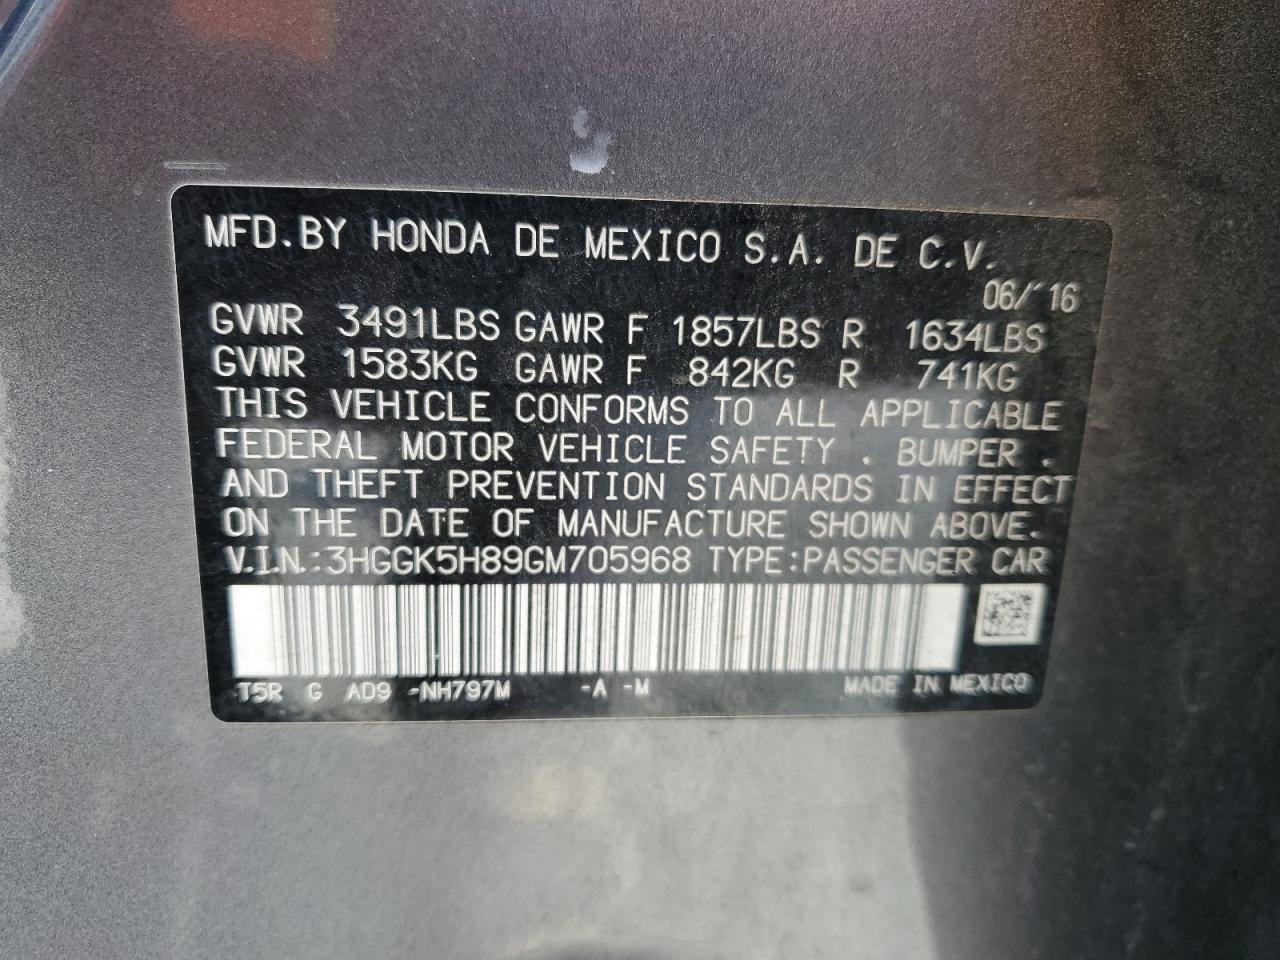 MFD.BY HONDA DE MEXICO S.A. DE C.V.
06/16
GVWR 3491LBS GAWR F 1857LBS R 1634LBS
GVWR 1583KG GAWR F 842KG R 741KG
THIS VEHICLE CONFORMS TO ALL APPLICABLE
FEDERAL MOTOR VEHICLE SAFETY , BUMPER ,
AND THEFT PREVENTION STANDARDS IN EFFECT
ON THE DATE OF MANUFACTURE SHOWN ABOVE.
V.I.N.:3HGGK5H89GM705968 TYPE:PASSENGER CAR
T5R G AD9 -NH797M -A -M MADE IN MEXICO